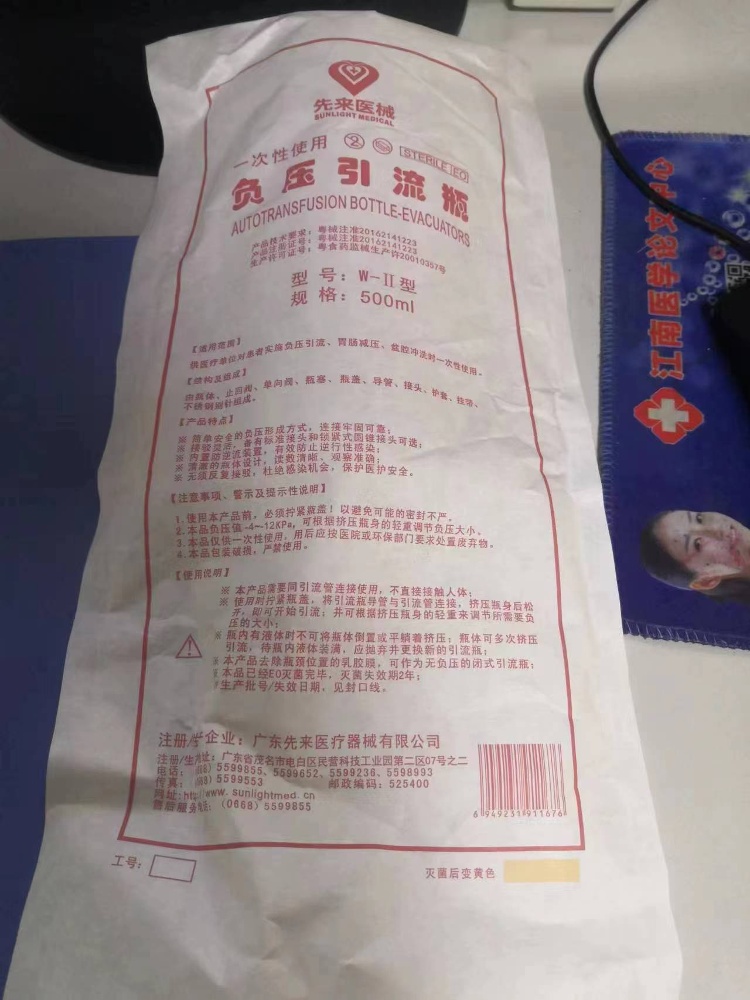 先来医械
SUNLIGHT MEDICAL
一次性使用 2 STERILE EO
负压引流瓶
AUTOTRANSFUSION BOTTLE-EVACUATORS
产品技术要求：粤械注准20162141223
产品注册证号：粤械注准20162141223
生产许可证号：粤食药监械生产许20010357号
型 号：W-Ⅱ型
规 格：500ml
【适用范围】
供医疗单位对患者实施负压引流、胃肠减压、盆腔冲洗时一次性使用。
【结构及组成】
由瓶体、止回阀、单向阀、瓶塞、瓶盖、导管、接头、护套、挂带、
不锈钢别针组成。
【产品特点】
※ 简单安全的负压形成方式，连接牢固可靠；
※ 接驳灵活，备有标准接头和锁紧式圆锥接头可选；
※ 内置防逆流装置，有效防止逆行性感染；
※ 清澈的瓶体设计，读数清晰、观察准确；
※ 无须反复接驳，杜绝感染机会，保护医护安全。
【注意事项、警示及提示性说明】
1.使用本产品前，必须拧紧瓶盖！以避免可能的密封不严。
2.本品负压值-4~-12KPa，可根据挤压瓶身的轻重调节负压大小。
3.本品仅供一次性使用，用后应按医院或环保部门要求处置废弃物。
4.本品包装破损，严禁使用。
【使用说明】
※ 本产品需要同引流管连接使用，不直接接触人体；
※ 使用时拧紧瓶盖，将引流瓶导管与引流管连接，挤压瓶身后松
开，即可开始引流；并可根据挤压瓶身的轻重来调节所需要负
压的大小；
※ 瓶内有液体时不可将瓶体倒置或平躺着挤压；瓶体可多次挤压
引流，待瓶内液体装满，应抛弃并更换新的引流瓶；
※ 本产品去除瓶颈位置的乳胶膜，可作为无负压的闭式引流瓶；
※ 本品已经EO灭菌完毕，灭菌失效期2年；
※ 生产批号/失效日期，见封口线。
注册/生 企业：广东先来医疗器械有限公司
注册/生产地址：广东省茂名市电白区民营科技工业园第二区07号之二
电话：(0668) 5599855、5599652、5599236、5598993
传真：(0668) 5599553 邮政编码：525400
网址:http://www.sunlightmed.cn
售后服务电话：(0668) 5599855
6 949231 911676
工号：
灭菌后变黄色
江南医学论文中心